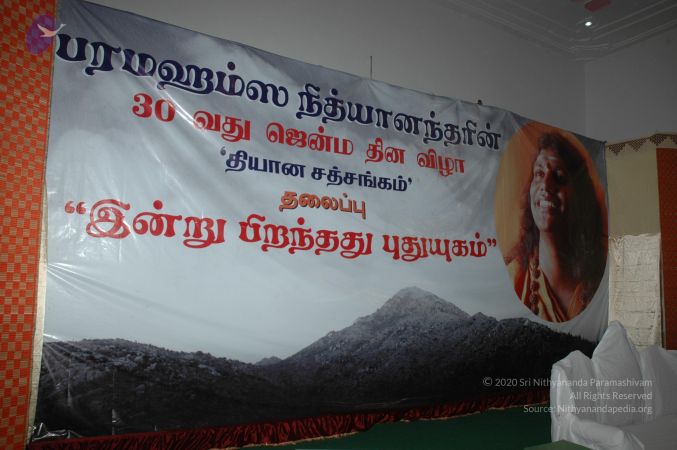 பரமஹம்ஸ நித்யானந்தரின்
30 வது ஜென்ம தின விழா
‘தியான சத்சங்கம்’
தலைப்பு
“இன்று பிறந்தது புதுயுகம்”
© 2020 Sri Nithyananda Paramashivam
All Rights Reserved
Source: Nithyanandapedia.org